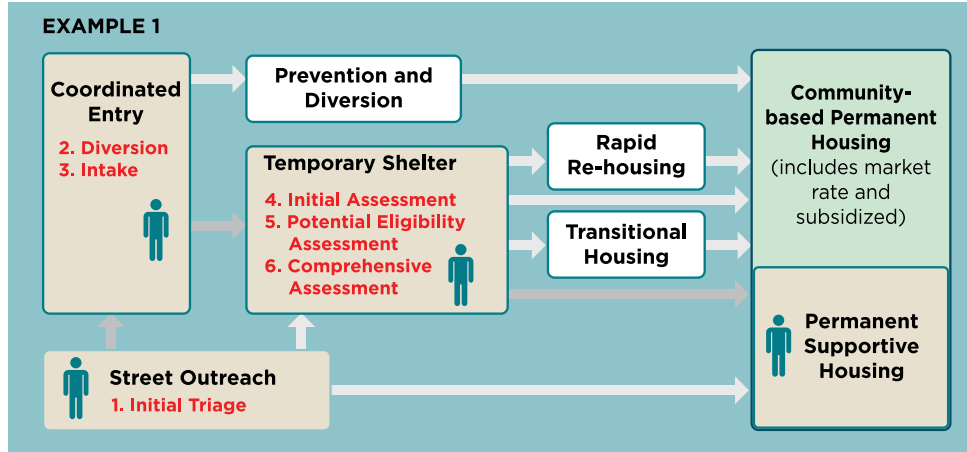 EXAMPLE 1
Coordinated
Entry
2. Diversion
3. Intake
Prevention and
Diversion
Temporary Shelter
4. Initial Assessment
5. Potential Eligibility
Assessment
6. Comprehensive
Assessment
Rapid
Re-housing
Transitional
Housing
Community-
based Permanent
Housing
(includes market
rate and
subsidized)
Permanent
Supportive
Housing
Street Outreach
1. Initial Triage